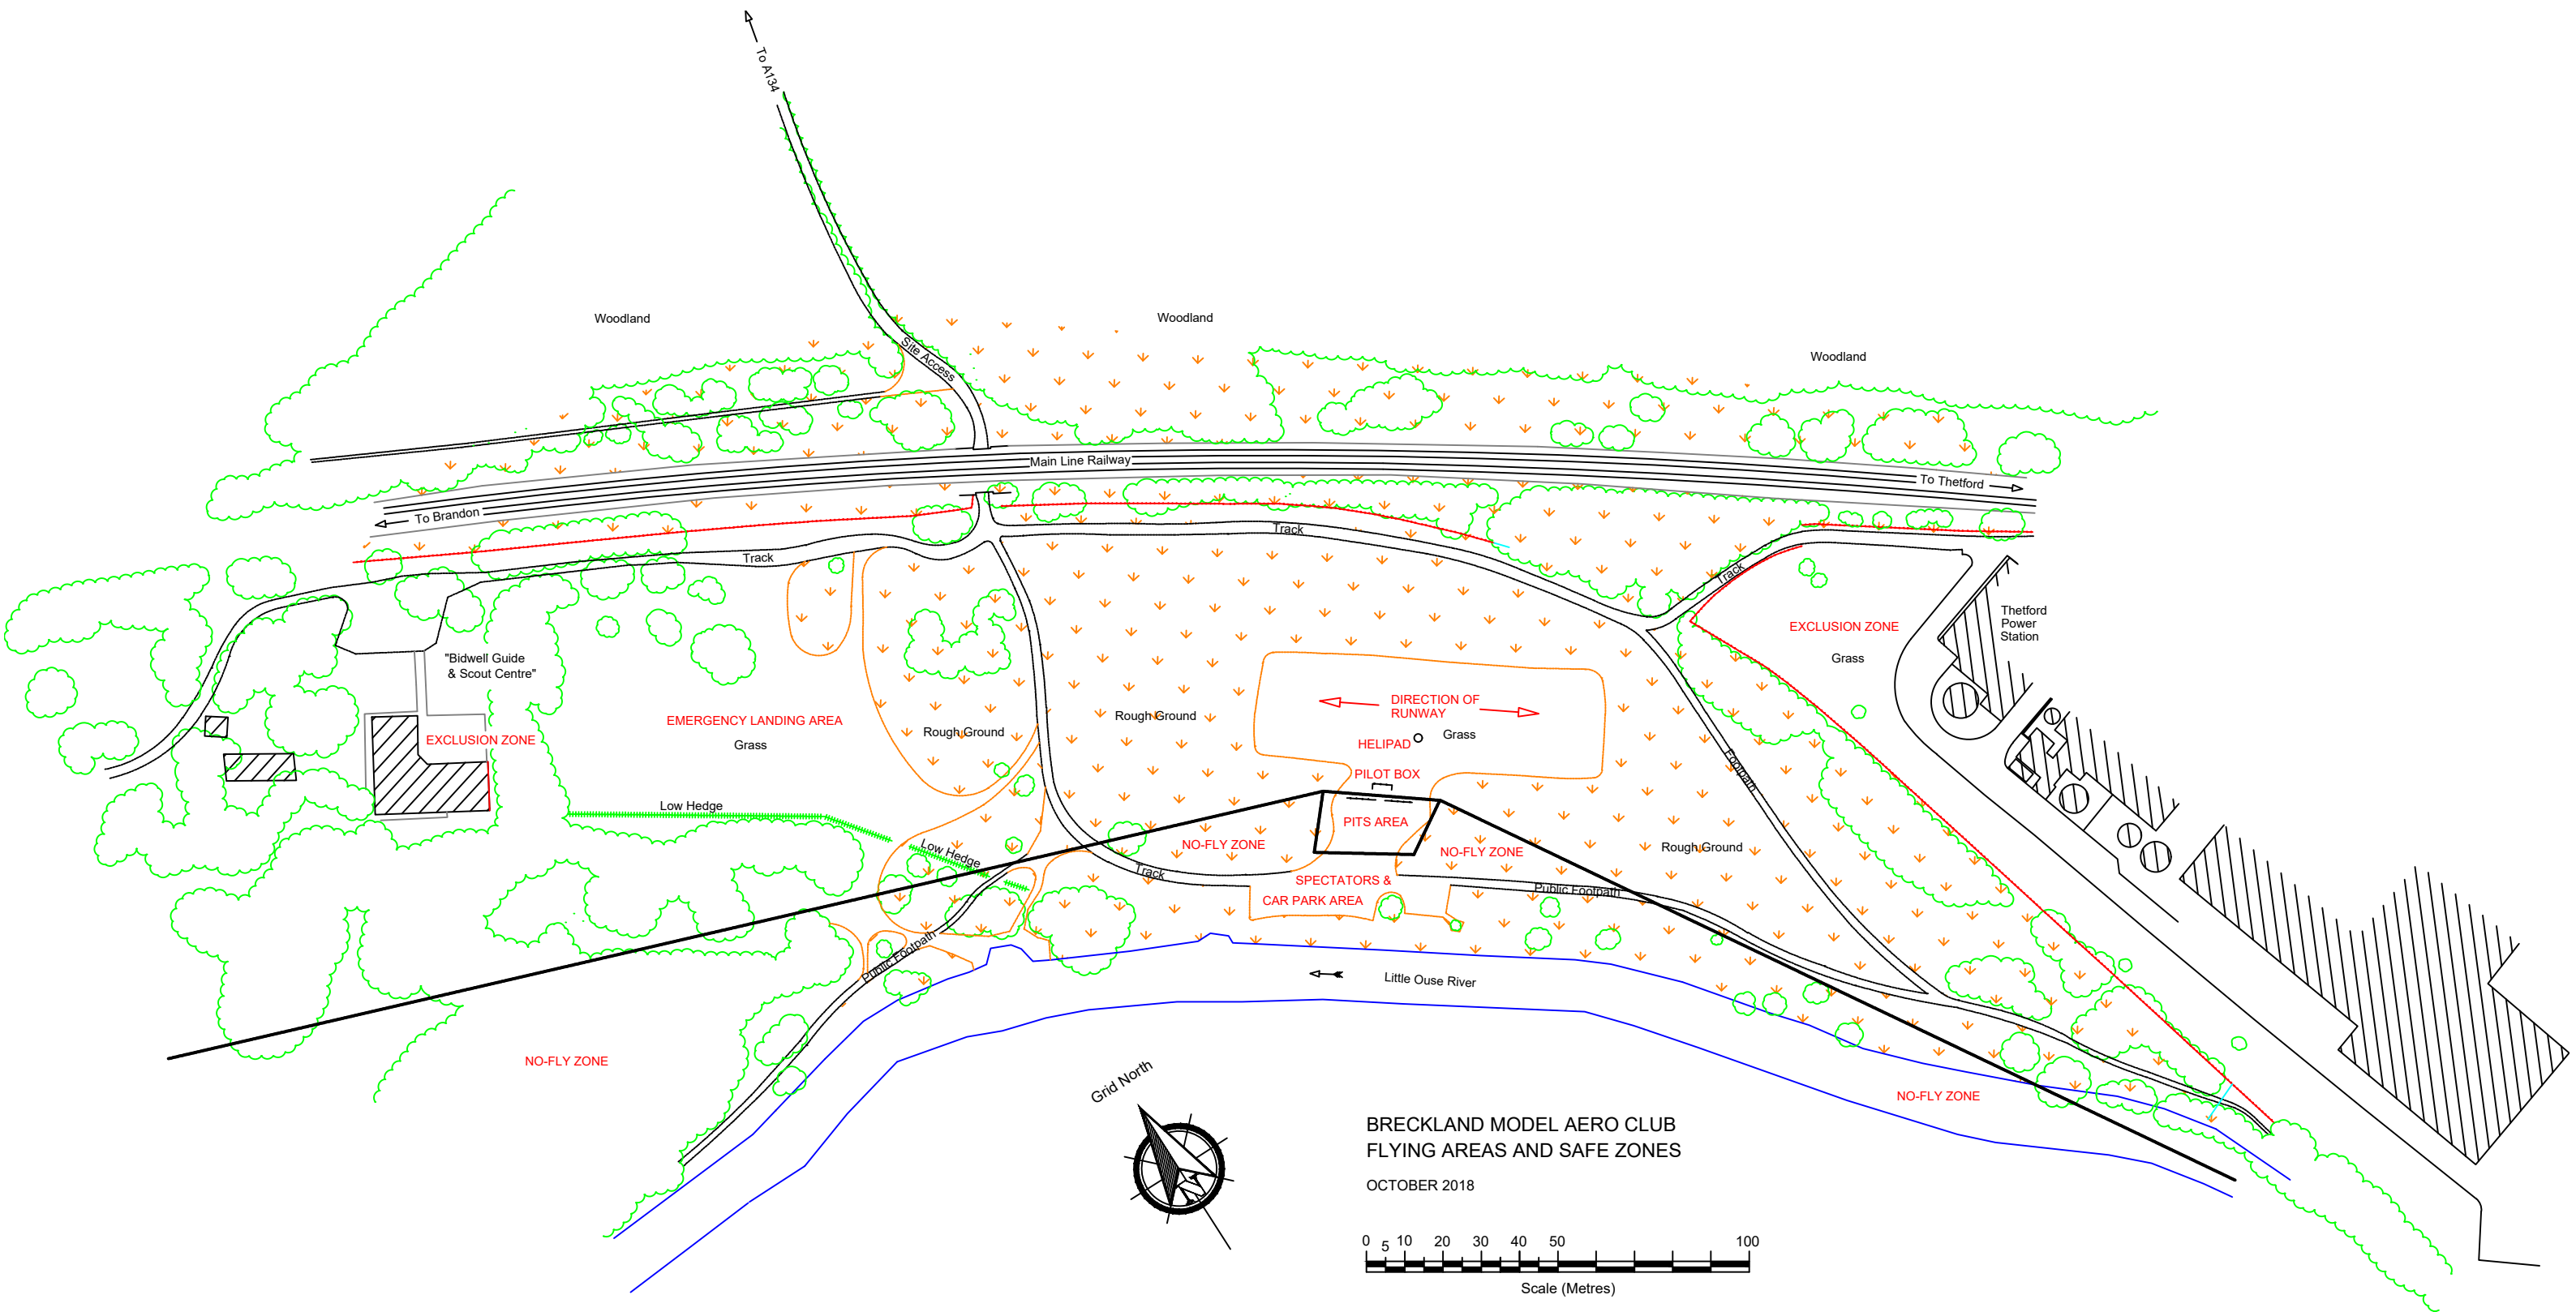 To A134
Woodland
Woodland
Site Access
Woodland
Main Line Railway
To Thetford
To Brandon
Track
Track
Track
Thetford
Power
Station
EXCLUSION ZONE
Grass
"Bidwell Guide
& Scout Centre"
EXCLUSION ZONE
EMERGENCY LANDING AREA
Grass
Rough Ground
Rough Ground
DIRECTION OF
RUNWAY
Grass
HELIPAD
PILOT BOX
Footpath
Low Hedge
Low Hedge
PITS AREA
NO-FLY ZONE
NO-FLY ZONE
Rough Ground
Track
SPECTATORS &
CAR PARK AREA
Public Footpath
Public Footpath
Little Ouse River
NO-FLY ZONE
NO-FLY ZONE
Grid North
BRECKLAND MODEL AERO CLUB
FLYING AREAS AND SAFE ZONES
OCTOBER 2018
0 5 10 20 30 40 50 100
Scale (Metres)